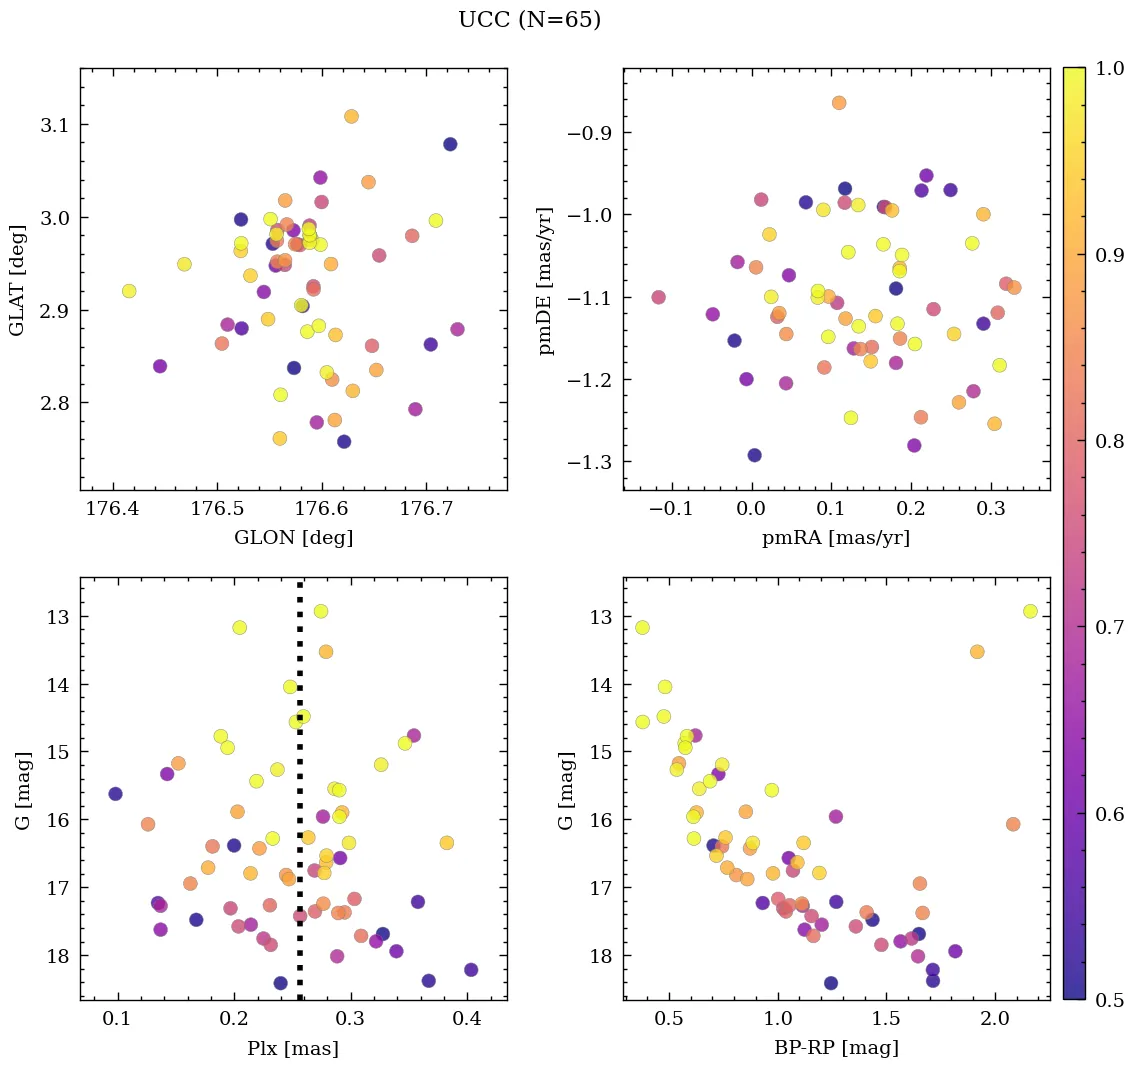 UCC (N=65)
3.1
3.0
2.9
2.8
GLAT [deg]
176.4 176.5 176.6 176.7
GLON [deg]
−0.9
−1.0
−1.1
−1.2
−1.3
pmDE [mas/yr]
−0.1 0.0 0.1 0.2 0.3
pmRA [mas/yr]
13
14
15
16
17
18
G [mag]
0.1 0.2 0.3 0.4
Plx [mas]
13
14
15
16
17
18
G [mag]
0.5 1.0 1.5 2.0
BP-RP [mag]
1.0
0.9
0.8
0.7
0.6
0.5